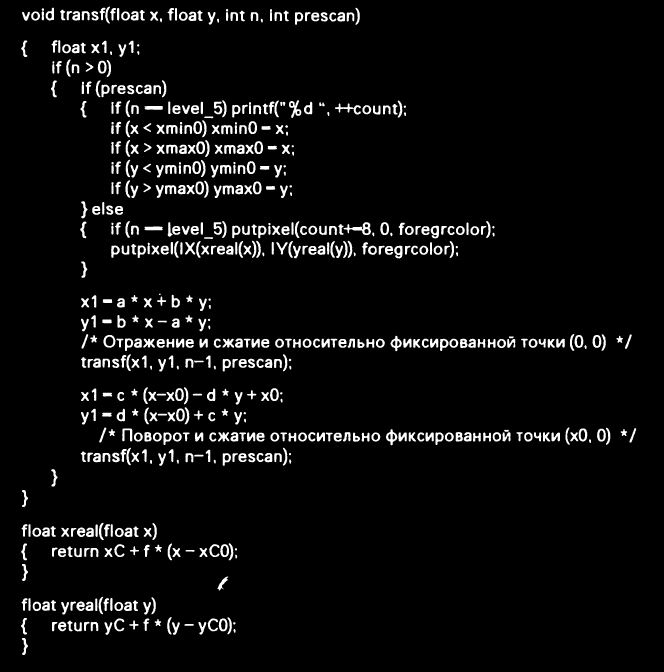 void transf(float x, float y, int n, int prescan)
{ float x1, y1;
if (n > 0)
{ if (prescan)
{ if (n == level_5) printf("%d “, ++count);
if (x < xmin0) xmin0 = x;
if (x > xmax0) xmax0 = x;
if (y < ymin0) ymin0 = y;
if (y > ymax0) ymax0 = y;
} else
{ if (n == level_5) putpixel(count+=8, 0, foregrcolor);
putpixel(IX(xreal(x)), IY(yreal(y)), foregrcolor);
}
x1 = a * x + b * y;
y1 = b * x − a * y;
/* Отражение и сжатие относительно фиксированной точки (0, 0) */
transf(x1, y1, n−1, prescan);
x1 = c * (x−x0) − d * y + x0;
y1 = d * (x−x0) + c * y;
/* Поворот и сжатие относительно фиксированной точки (x0, 0) */
transf(x1, y1, n−1, prescan);
}
}
float xreal(float x)
{ return xC + f * (x − xC0);
}
float yreal(float y)
{ return yC + f * (y − yC0);
}